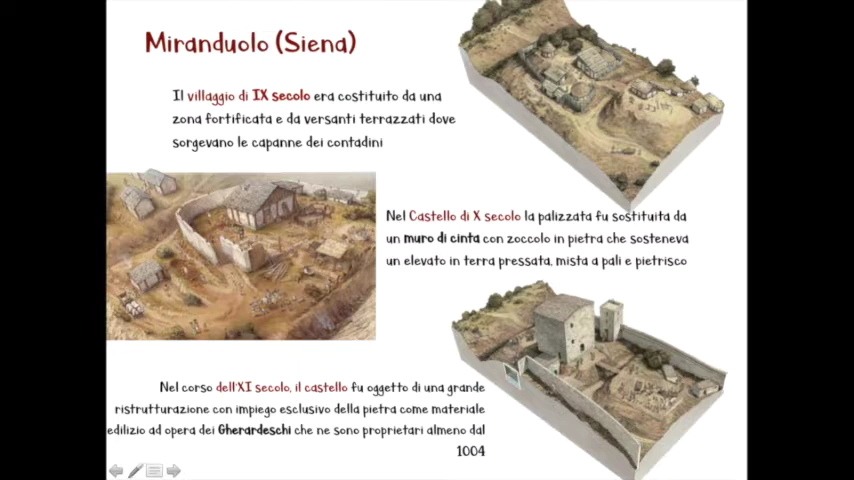 Miranduolo (Siena)
Il villaggio di IX secolo era costituito da una
zona fortificata e da versanti terrazzati dove
sorgevano le capanne dei contadini
Nel Castello di X secolo la palizzata fu sostituita da
un muro di cinta con zoccolo in pietra che sosteneva
un elevato in terra pressata, mista a pali e pietrisco
Nel corso dell'XI secolo, il castello fu oggetto di una grande
ristrutturazione con impiego esclusivo della pietra come materiale
edilizio ad opera dei Gherardeschi che ne sono proprietari almeno dal
1004